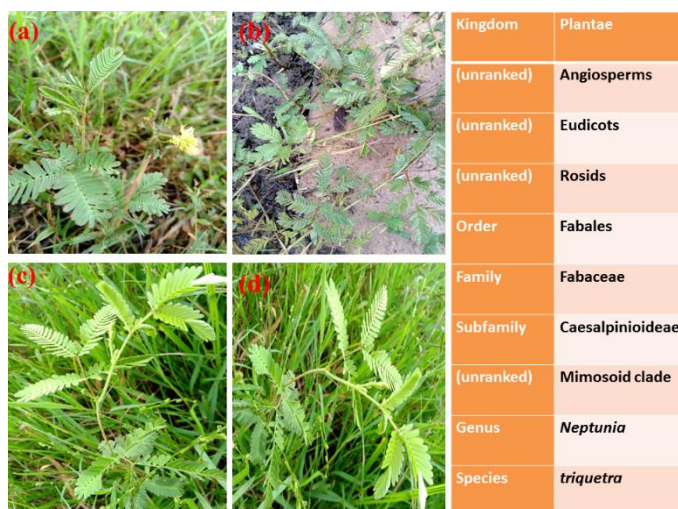 (a)
(b)
(c)
(d)
Kingdom Plantae
(unranked) Angiosperms
(unranked) Eudicots
(unranked) Rosids
Order Fabales
Family Fabaceae
Subfamily Caesalpinioideae
(unranked) Mimosoid clade
Genus Neptunia
Species triquetra